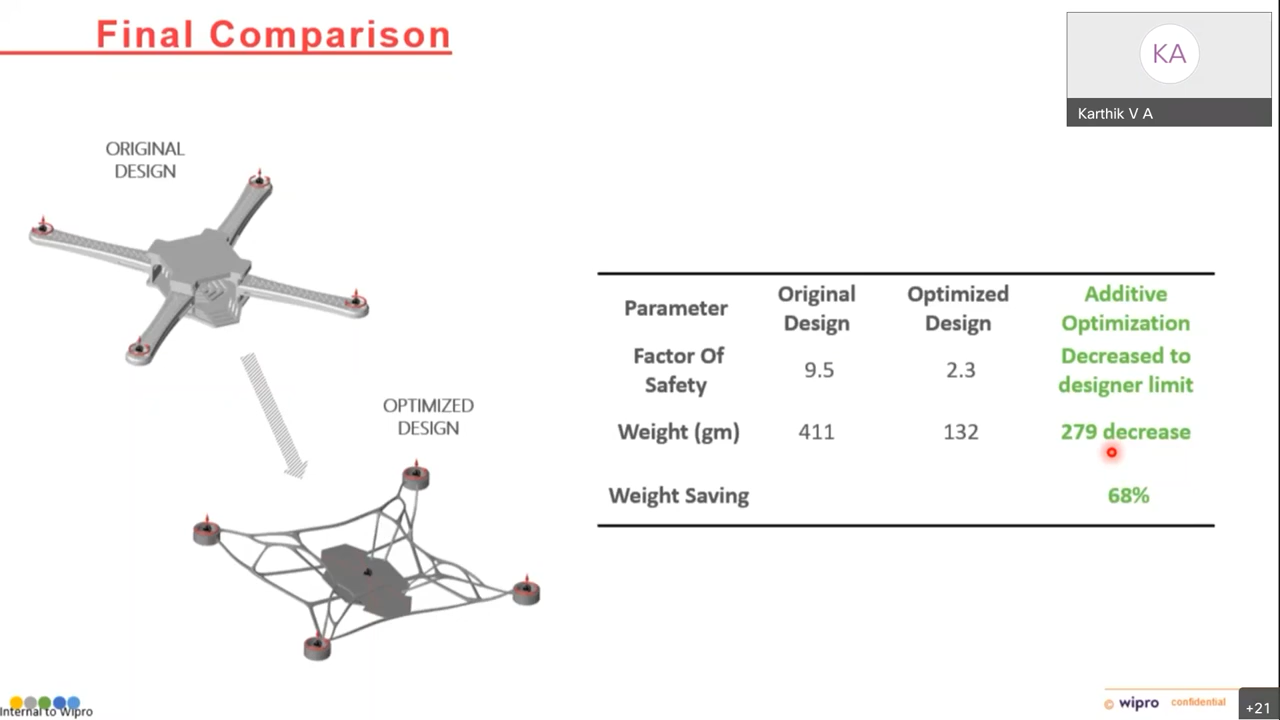 Final Comparison
KA
Karthik V A
ORIGINAL
DESIGN
OPTIMIZED
DESIGN
Parameter
Original
Design
Optimized
Design
Additive
Optimization
Factor Of
Safety
9.5
2.3
Decreased to
designer limit
Weight (gm)
411
132
279 decrease
Weight Saving
68%
Internal to Wipro
© wipro confidential
+21